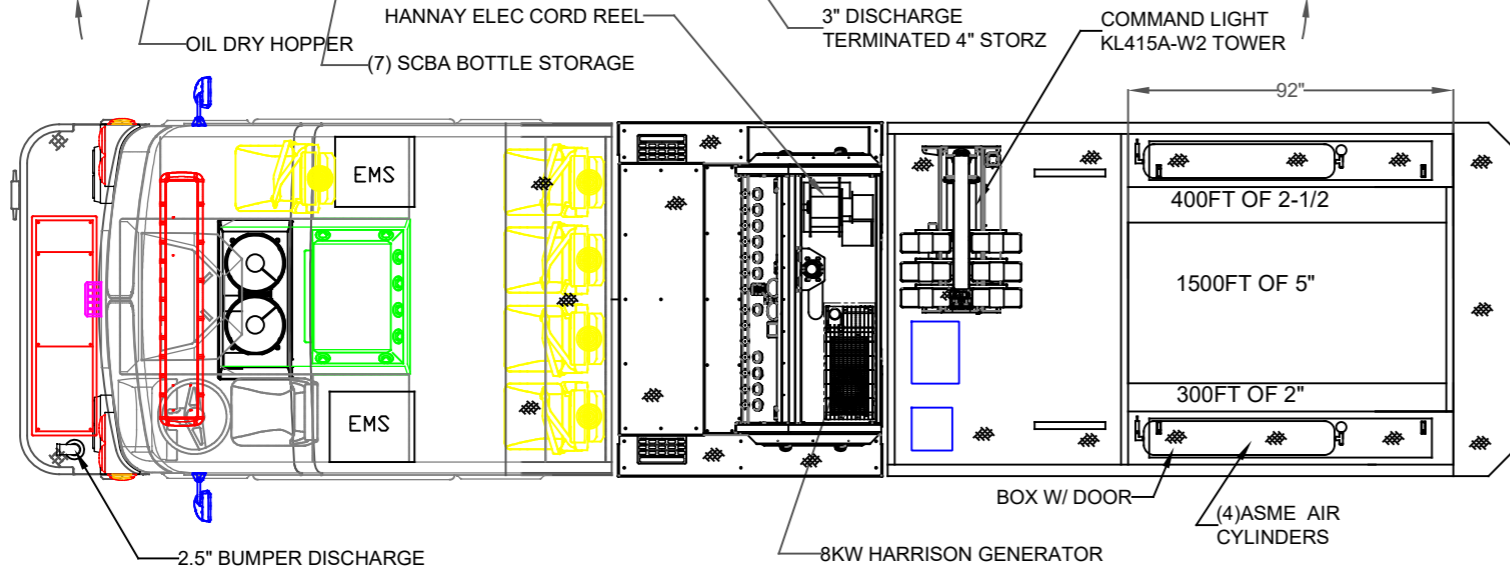 HANNAY ELEC CORD REEL
3" DISCHARGE
TERMINATED 4" STORZ
COMMAND LIGHT
KL415A-W2 TOWER
OIL DRY HOPPER
(7) SCBA BOTTLE STORAGE
92"
EMS
400FT OF 2-1/2
1500FT OF 5"
300FT OF 2"
EMS
BOX W/ DOOR
(4)ASME AIR
CYLINDERS
2.5" BUMPER DISCHARGE
8KW HARRISON GENERATOR